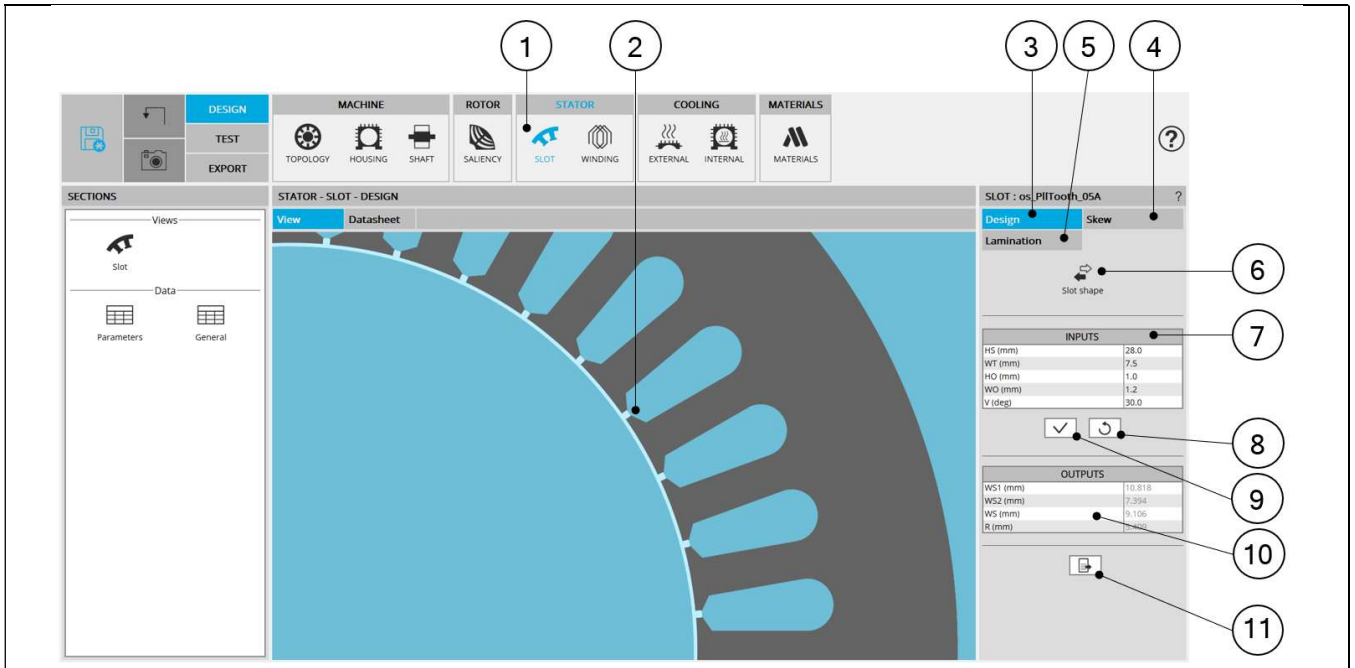 1 2 3 5 4
DESIGN
TEST
EXPORT
MACHINE ROTOR STATOR COOLING MATERIALS
TOPOLOGY HOUSING SHAFT SALIENCY SLOT WINDING EXTERNAL INTERNAL MATERIALS
?
SECTIONS
Views
Slot
Data
Parameters General
STATOR - SLOT - DESIGN
View Datasheet
SLOT : os_PllTooth_05A ?
Design Skew
Lamination
Slot shape
6
INPUTS
7
HS (mm) 28.0
WT (mm) 7.5
HO (mm) 1.0
WO (mm) 1.2
V (deg) 30.0
8
9
OUTPUTS
WS1 (mm) 10.818
WS2 (mm) 7.394
WS (mm) 9.106
R (mm)
10
11